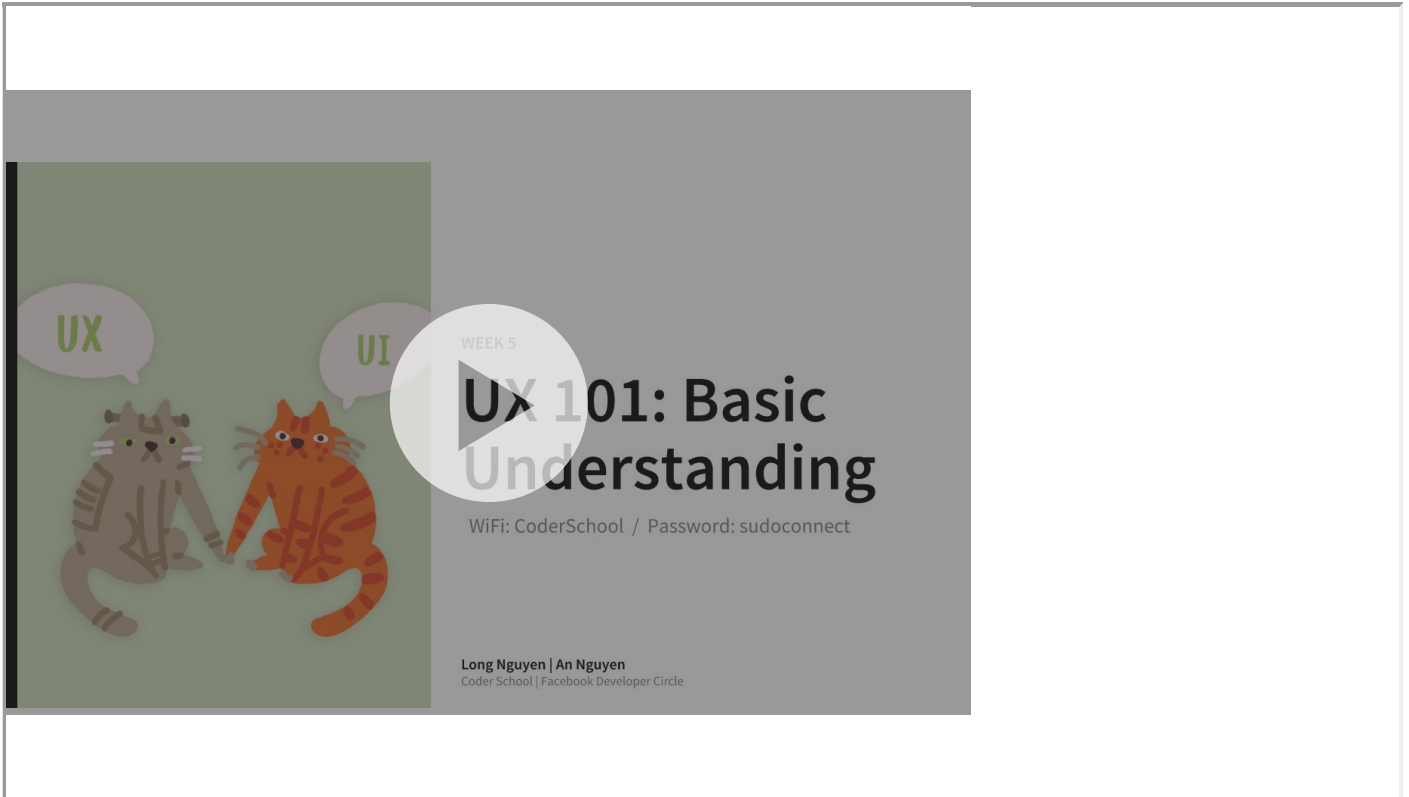 UX
UI
WEEK 5
UX 101: Basic
Understanding
WiFi: CoderSchool / Password: sudoconnect
Long Nguyen | An Nguyen
Coder School | Facebook Developer Circle